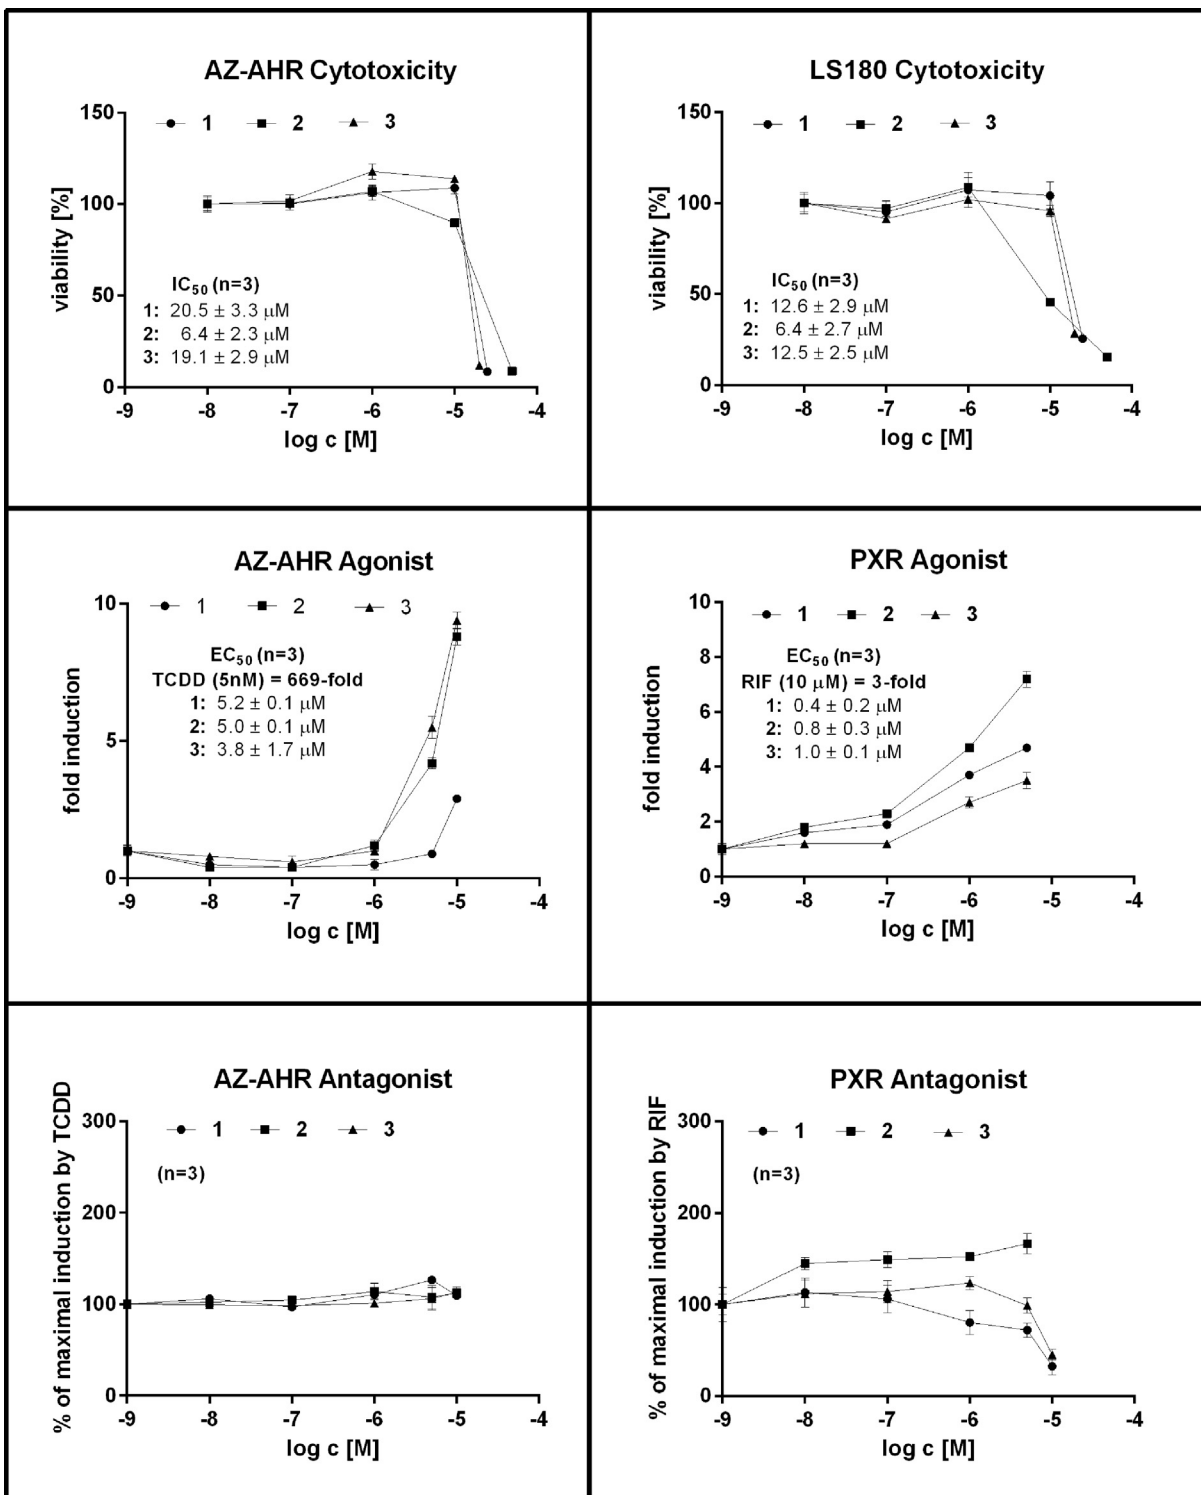 AZ-AHR Cytotoxicity
1 2 3
viability [%]
150
100
50
0
IC50 (n=3)
1: 20.5 ± 3.3 µM
2: 6.4 ± 2.3 µM
3: 19.1 ± 2.9 µM
-9 -8 -7 -6 -5 -4
log c [M]
LS180 Cytotoxicity
1 2 3
viability [%]
150
100
50
0
IC50 (n=3)
1: 12.6 ± 2.9 µM
2: 6.4 ± 2.7 µM
3: 12.5 ± 2.5 µM
-9 -8 -7 -6 -5 -4
log c [M]
AZ-AHR Agonist
1 2 3
fold induction
10
5
0
EC50 (n=3)
TCDD (5nM) = 669-fold
1: 5.2 ± 0.1 µM
2: 5.0 ± 0.1 µM
3: 3.8 ± 1.7 µM
-9 -8 -7 -6 -5 -4
log c [M]
PXR Agonist
1 2 3
fold induction
10
8
6
4
2
0
EC50 (n=3)
RIF (10 µM) = 3-fold
1: 0.4 ± 0.2 µM
2: 0.8 ± 0.3 µM
3: 1.0 ± 0.1 µM
-9 -8 -7 -6 -5 -4
log c [M]
AZ-AHR Antagonist
1 2 3
% of maximal induction by TCDD
300
200
100
0
(n=3)
-9 -8 -7 -6 -5 -4
log c [M]
PXR Antagonist
1 2 3
% of maximal induction by RIF
300
200
100
0
(n=3)
-9 -8 -7 -6 -5 -4
log c [M]